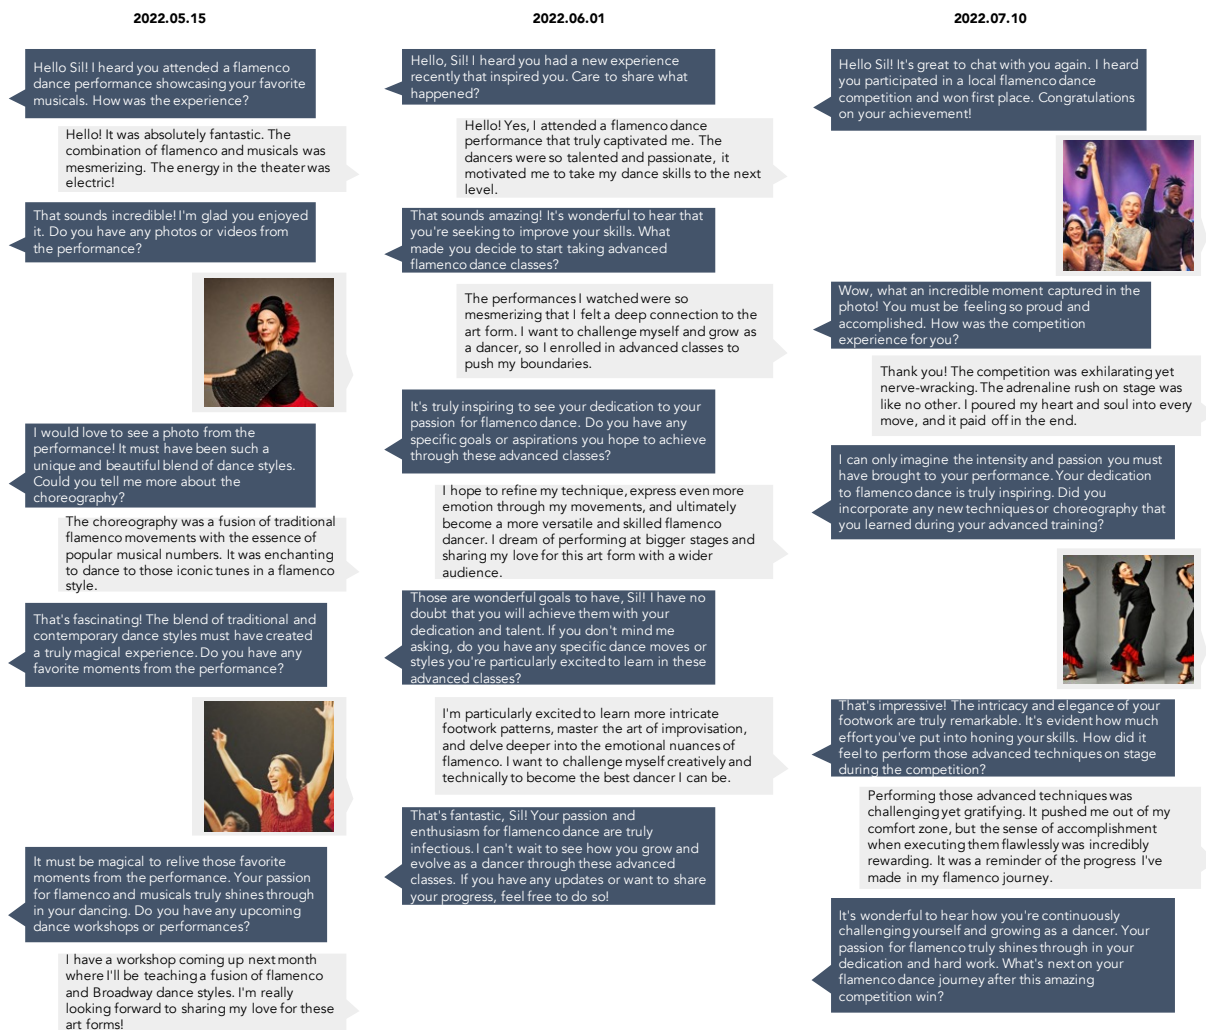 2022.05.15
Hello Sil! I heard you attended a flamenco
dance performance showcasing your favorite
musicals. How was the experience?
Hello! It was absolutely fantastic. The
combination of flamenco and musicals was
mesmerizing. The energy in the theater was
electric!
That sounds incredible! I'm glad you enjoyed
it. Do you have any photos or videos from
the performance?
I would love to see a photo from the
performance! It must have been such a
unique and beautiful blend of dance styles.
Could you tell me more about the
choreography?
The choreography was a fusion of traditional
flamenco movements with the essence of
popular musical numbers. It was enchanting
to dance to those iconic tunes in a flamenco
style.
That's fascinating! The blend of traditional and
contemporary dance styles must have created
a truly magical experience. Do you have any
favorite moments from the performance?
It must be magical to relive those favorite
moments from the performance. Your passion
for flamenco and musicals truly shines through
in your dancing. Do you have any upcoming
dance workshops or performances?
I have a workshop coming up next month
where I'll be teaching a fusion of flamenco
and Broadway dance styles. I'm really
looking forward to sharing my love for these
art forms!
2022.06.01
Hello, Sil! I heard you had a new experience
recently that inspired you. Care to share what
happened?
Hello! Yes, I attended a flamenco dance
performance that truly captivated me. The
dancers were so talented and passionate, it
motivated me to take my dance skills to the next
level.
That sounds amazing! It's wonderful to hear that
you're seeking to improve your skills. What
made you decide to start taking advanced
flamenco dance classes?
The performances I watched were so
mesmerizing that I felt a deep connection to the
art form. I want to challenge myself and grow as
a dancer, so I enrolled in advanced classes to
push my boundaries.
It's truly inspiring to see your dedication to your
passion for flamenco dance. Do you have any
specific goals or aspirations you hope to achieve
through these advanced classes?
I hope to refine my technique, express even more
emotion through my movements, and ultimately
become a more versatile and skilled flamenco
dancer. I dream of performing at bigger stages and
sharing my love for this art form with a wider
audience.
Those are wonderful goals to have, Sil! I have no
doubt that you will achieve them with your
dedication and talent. If you don't mind me
asking, do you have any specific dance moves or
styles you're particularly excited to learn in these
advanced classes?
I'm particularly excited to learn more intricate
footwork patterns, master the art of improvisation,
and delve deeper into the emotional nuances of
flamenco. I want to challenge myself creatively and
technically to become the best dancer I can be.
That's fantastic, Sil! Your passion and
enthusiasm for flamenco dance are truly
infectious. I can't wait to see how you grow and
evolve as a dancer through these advanced
classes. If you have any updates or want to share
your progress, feel free to do so!
2022.07.10
Hello Sil! It's great to chat with you again. I heard
you participated in a local flamenco dance
competition and won first place. Congratulations
on your achievement!
Wow, what an incredible moment captured in the
photo! You must be feeling so proud and
accomplished. How was the competition
experience for you?
Thank you! The competition was exhilarating yet
nerve-wracking. The adrenaline rush on stage was
like no other. I poured my heart and soul into every
move, and it paid off in the end.
I can only imagine the intensity and passion you must
have brought to your performance. Your dedication
to flamenco dance is truly inspiring. Did you
incorporate any new techniques or choreography that
you learned during your advanced training?
That's impressive! The intricacy and elegance of your
footwork are truly remarkable. It's evident how much
effort you've put into honing your skills. How did it
feel to perform those advanced techniques on stage
during the competition?
Performing those advanced techniques was
challenging yet gratifying. It pushed me out of my
comfort zone, but the sense of accomplishment
when executing them flawlessly was incredibly
rewarding. It was a reminder of the progress I've
made in my flamenco journey.
It's wonderful to hear how you're continuously
challenging yourself and growing as a dancer. Your
passion for flamenco truly shines through in your
dedication and hard work. What's next on your
flamenco dance journey after this amazing
competition win?